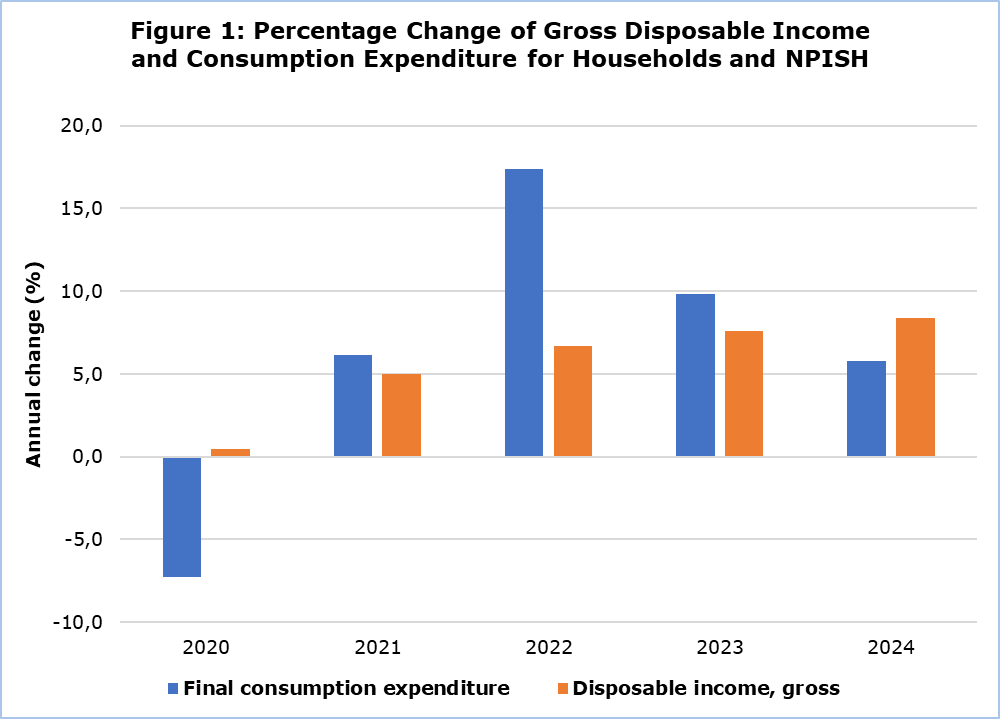 Figure 1: Percentage Change of Gross Disposable Income
and Consumption Expenditure for Households and NPISH
20,0
15,0
10,0
5,0
0,0
-5,0
-10,0
Annual change (%)
2020 2021 2022 2023 2024
Final consumption expenditure Disposable income, gross